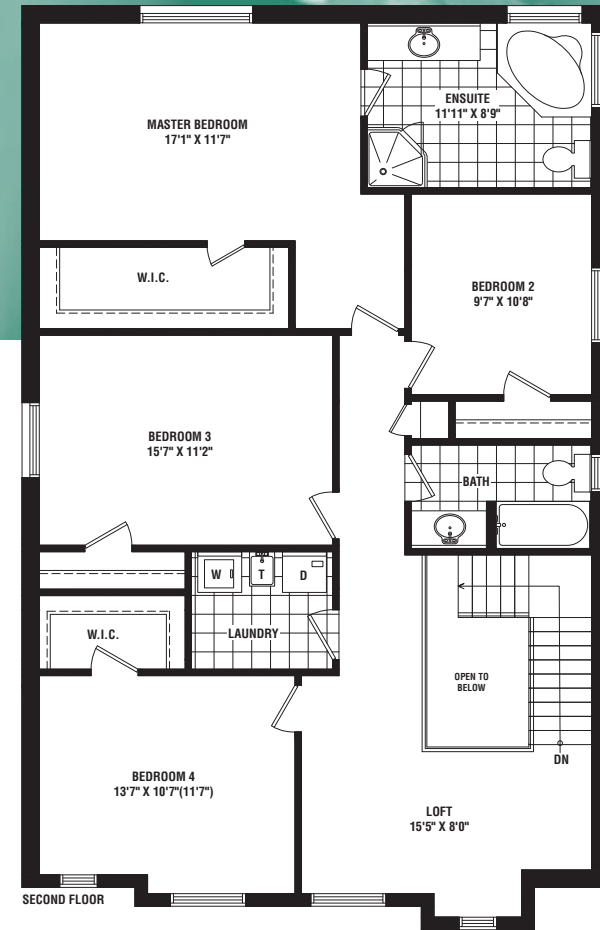 MASTER BEDROOM
17'1" X 11'7"
ENSUITE
11'11" X 8'9"
W.I.C.
BEDROOM 2
9'7" X 10'8"
BEDROOM 3
15'7" X 11'2"
BATH
W
T
D
LAUNDRY
W.I.C.
OPEN TO
BELOW
DN
BEDROOM 4
13'7" X 10'7"(11'7")
LOFT
15'5" X 8'0"
SECOND FLOOR